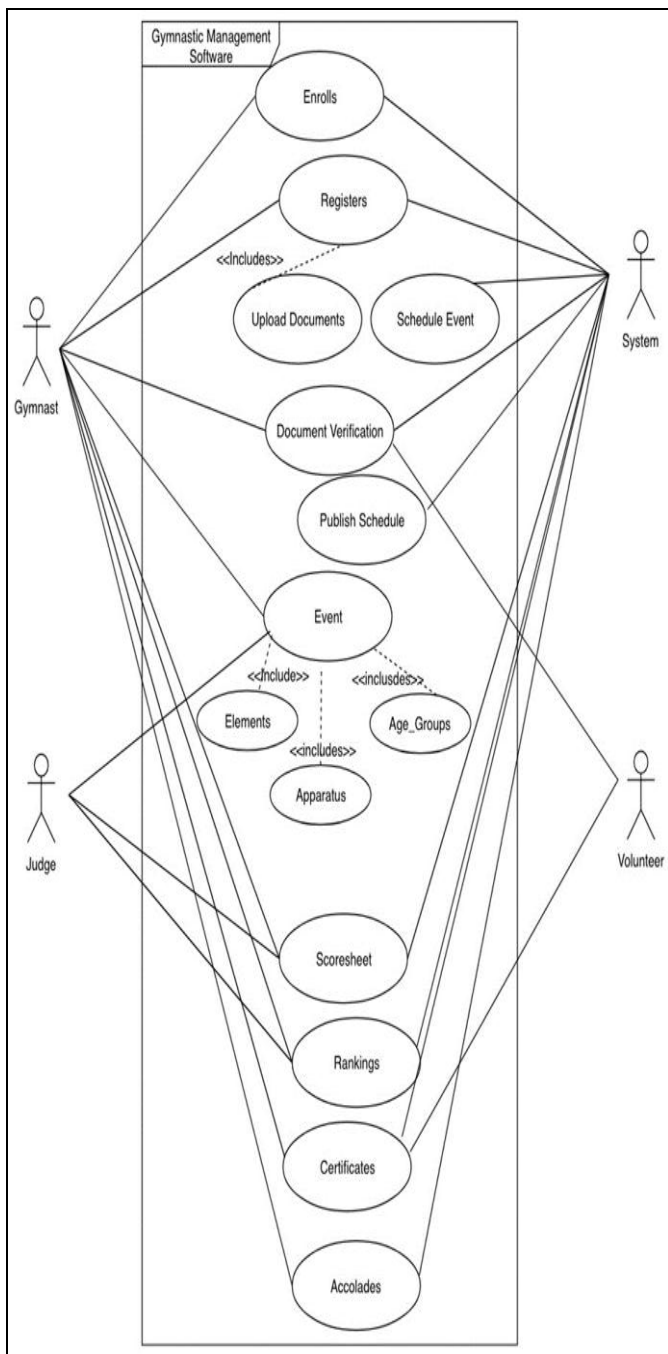 Gymnastic Management
Software
Enrolls
Registers
<<Includes>>
Upload Documents
Schedule Event
System
Gymnast
Document Verification
Publish Schedule
Event
<<Include>>
<<inclusdes>>
Elements
Age_Groups
<<includes>>
Apparatus
Judge
Volunteer
Scoresheet
Rankings
Certificates
Accolades